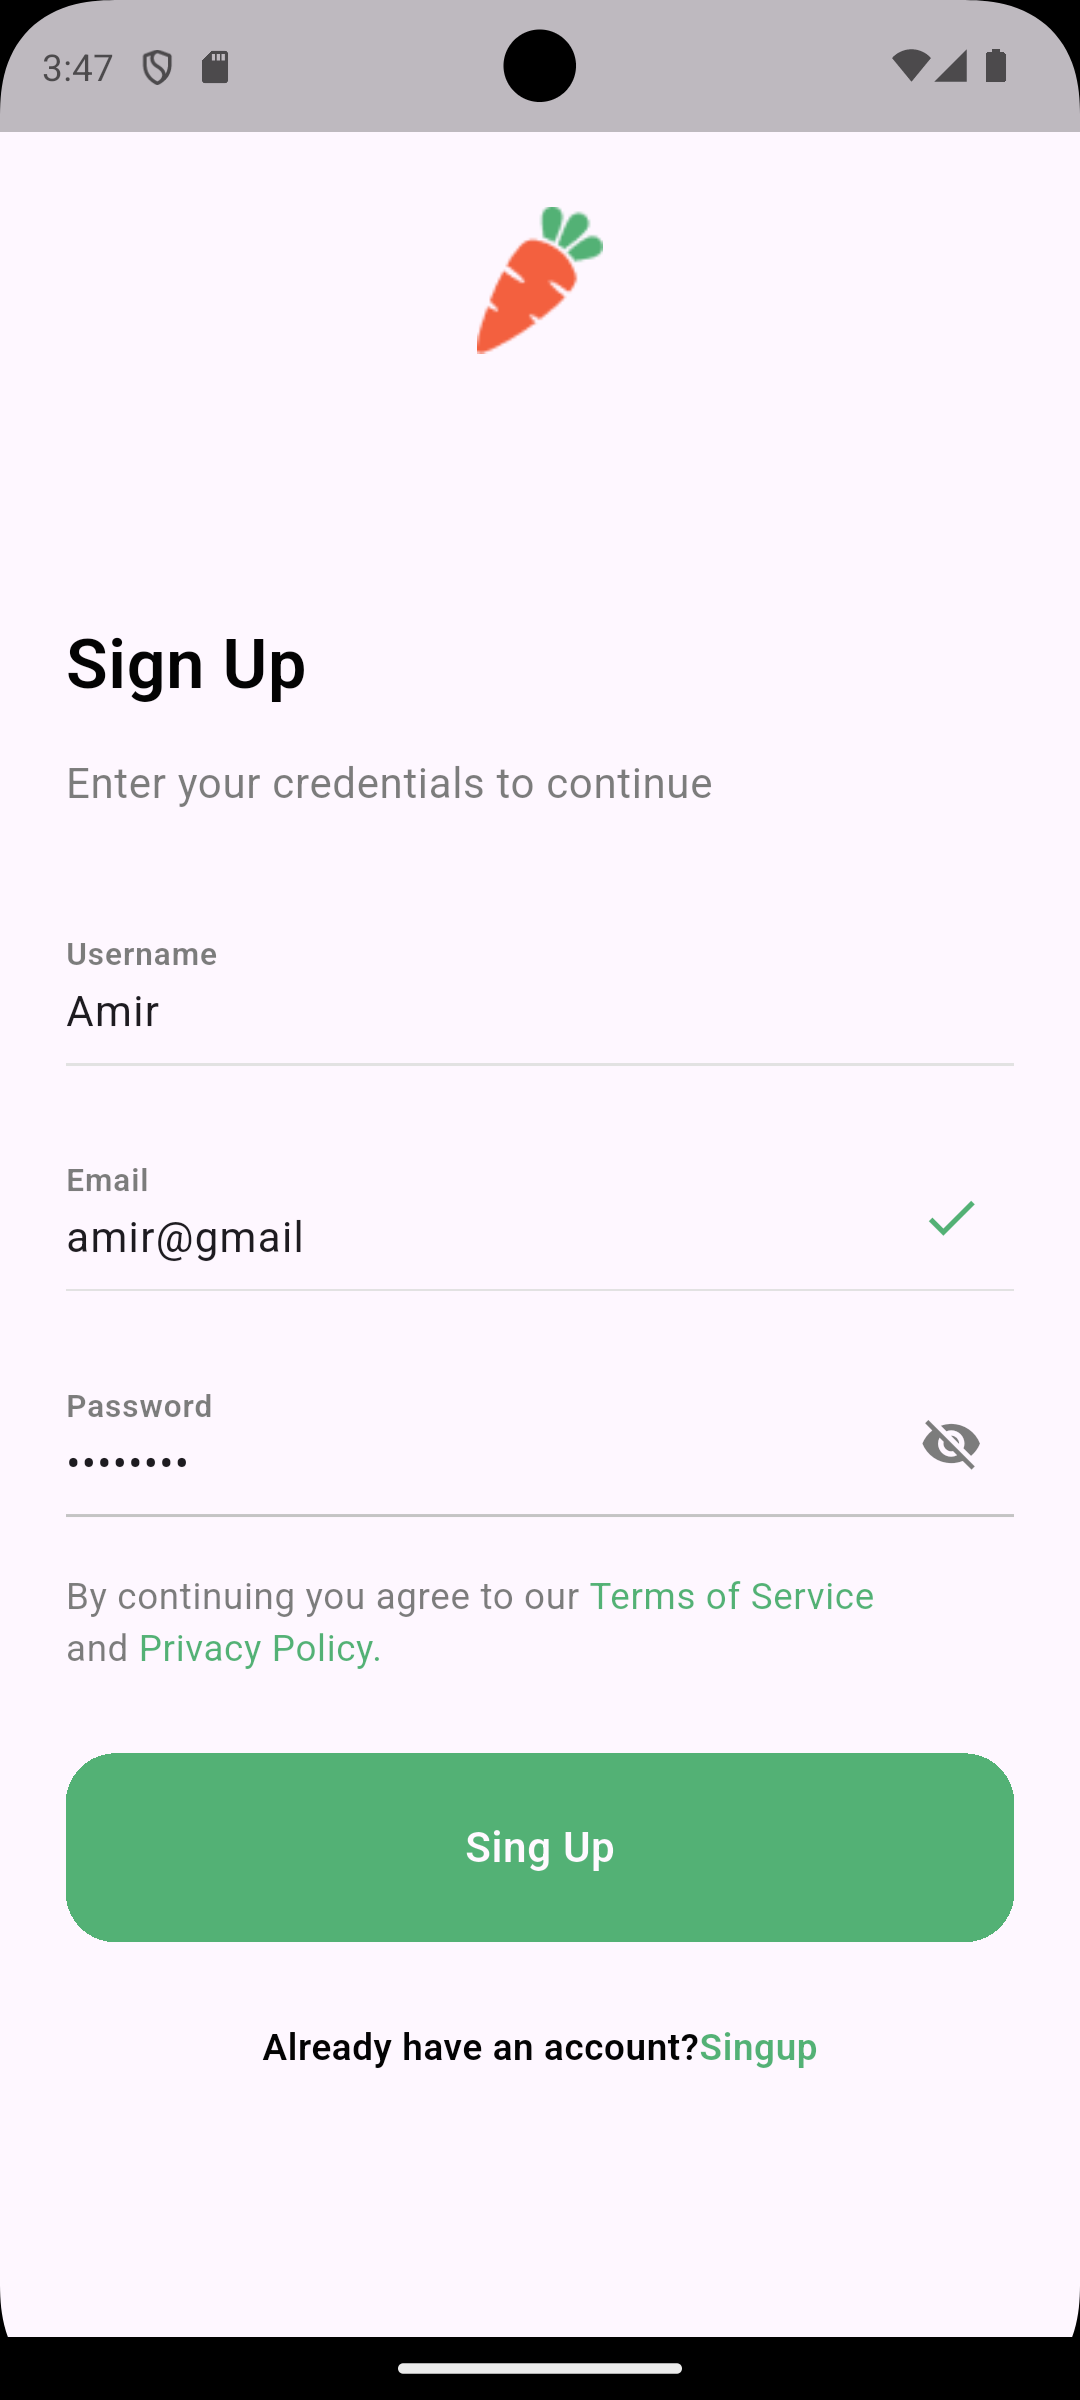 3:47
Sign Up
Enter your credentials to continue
Username
Amir
Email
amir@gmail
Password
••••••••
By continuing you agree to our Terms of Service
and Privacy Policy.
Sing Up
Already have an account?Singup